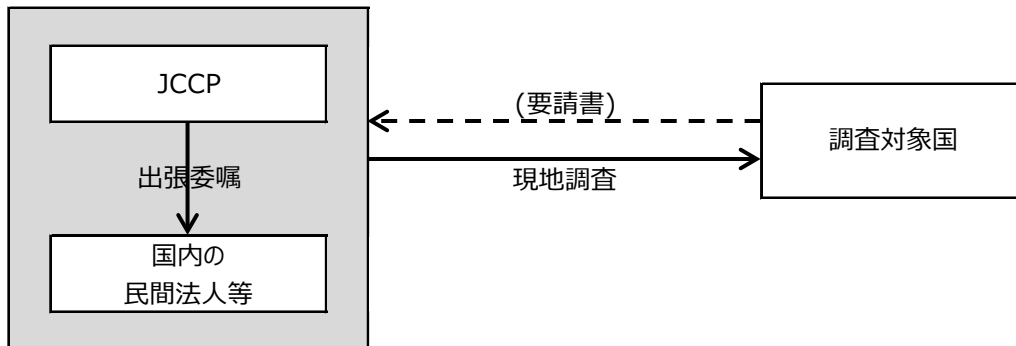 JCCP
(要請書)
調査対象国
出張委嘱
現地調査
国内の
民間法人等